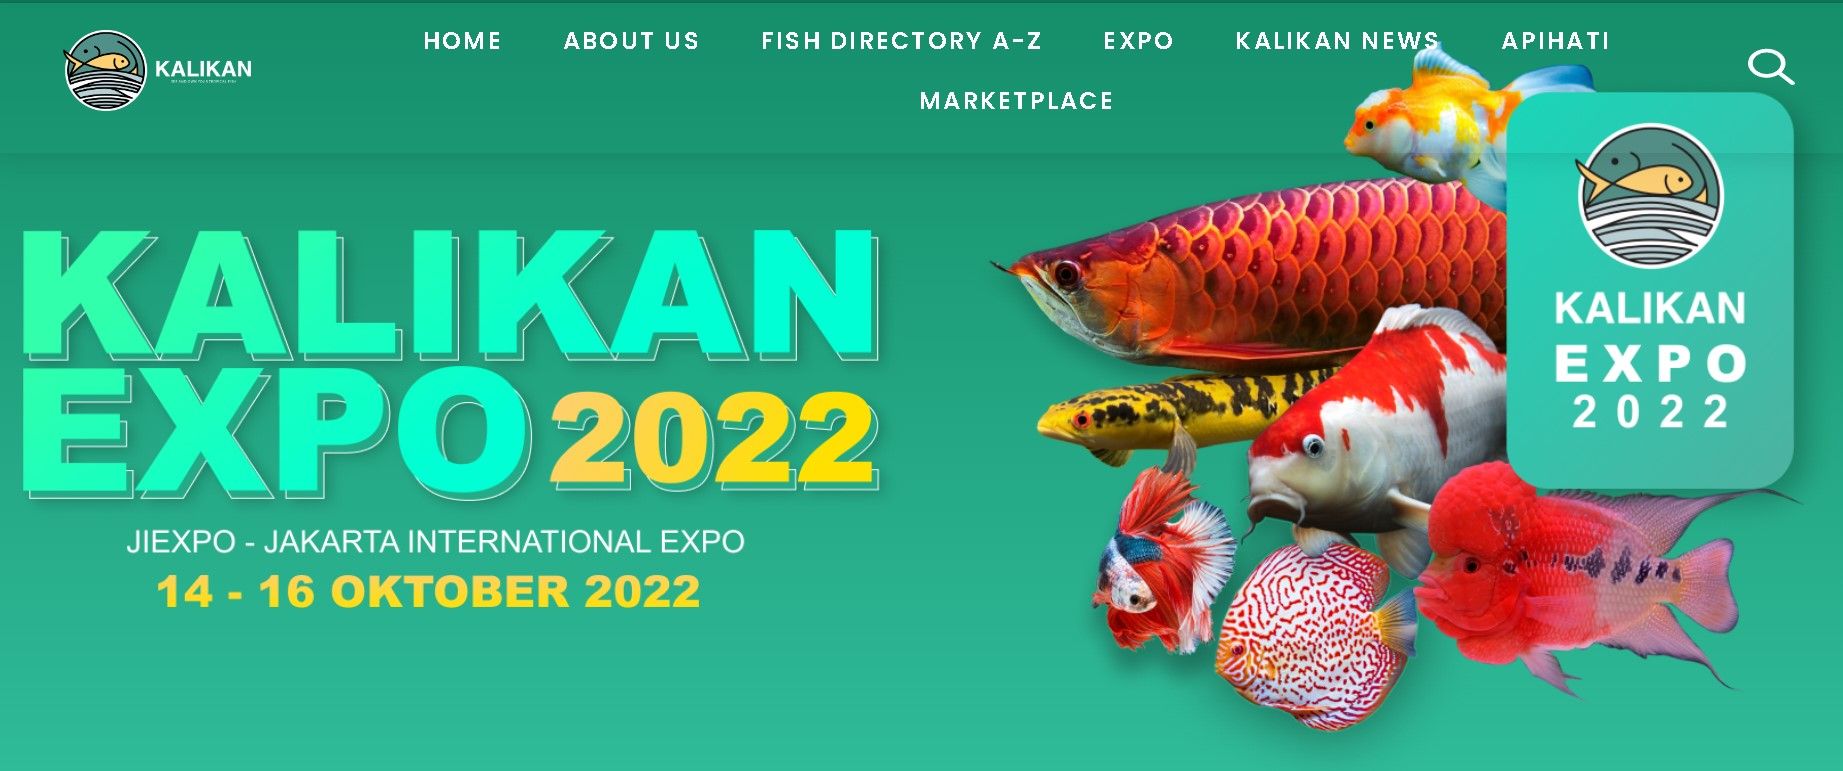 HOME ABOUT US FISH DIRECTORY A-Z EXPO KALIKAN NEWS APIHATI
MARKETPLACE
KALIKAN
KALIKAN
EXPO 2022
JIEXPO - JAKARTA INTERNATIONAL EXPO
14 - 16 OKTOBER 2022
KALIKAN
EXPO
2022